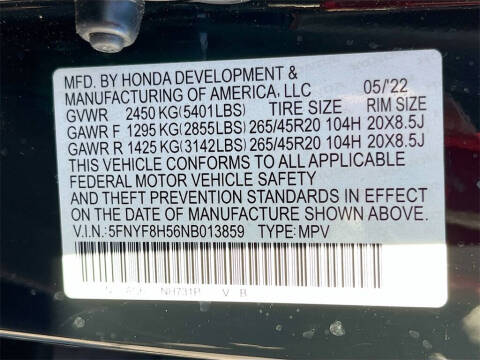 MFD. BY HONDA DEVELOPMENT &
MANUFACTURING OF AMERICA, LLC 05/'22
GVWR 2450 KG(5401LBS) TIRE SIZE RIM SIZE
GAWR F 1295 KG(2855LBS) 265/45R20 104H 20X8.5J
GAWR R 1425 KG(3142LBS) 265/45R20 104H 20X8.5J
THIS VEHICLE CONFORMS TO ALL APPLICABLE
FEDERAL MOTOR VEHICLE SAFETY
AND THEFT PREVENTION STANDARDS IN EFFECT
ON THE DATE OF MANUFACTURE SHOWN ABOVE.
V.I.N.:5FNYF8H56NB013859 TYPE:MPV
NH731P V B